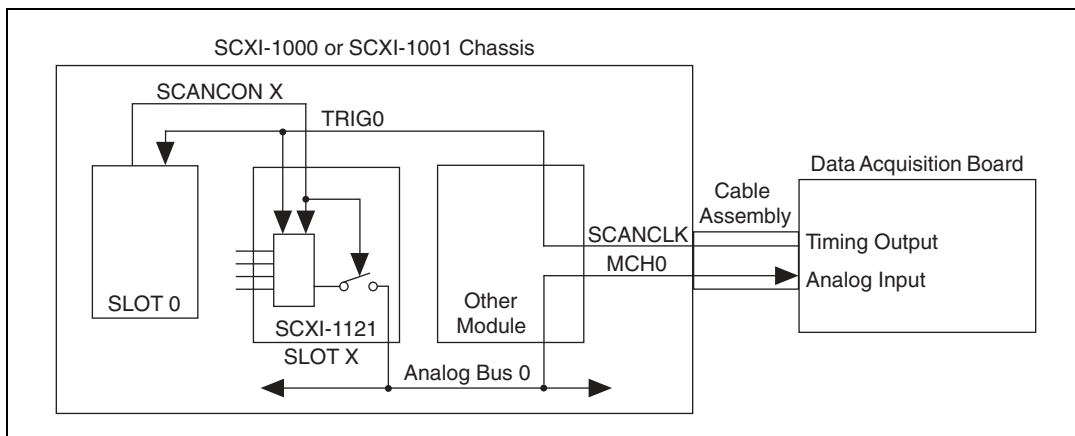 SCXI-1000 or SCXI-1001 Chassis
SCANCON X
TRIG0
Data Acquisition Board
Cable
Assembly
SCANCLK
Timing Output
MCH0
Analog Input
SLOT 0
Other
Module
SCXI-1121
SLOT X
Analog Bus 0